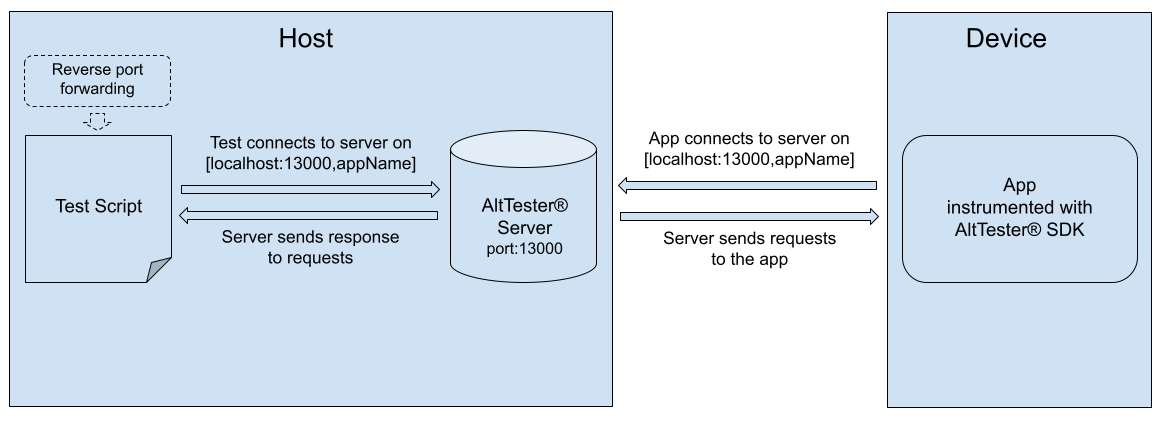 Host
Device
Reverse port
forwarding
Test connects to server on
[localhost:13000,appName]
App connects to server on
[localhost:13000,appName]
Test Script
AltTester®
Server
port:13000
App
instrumented with
AltTester® SDK
Server sends response
to requests
Server sends requests
to the app